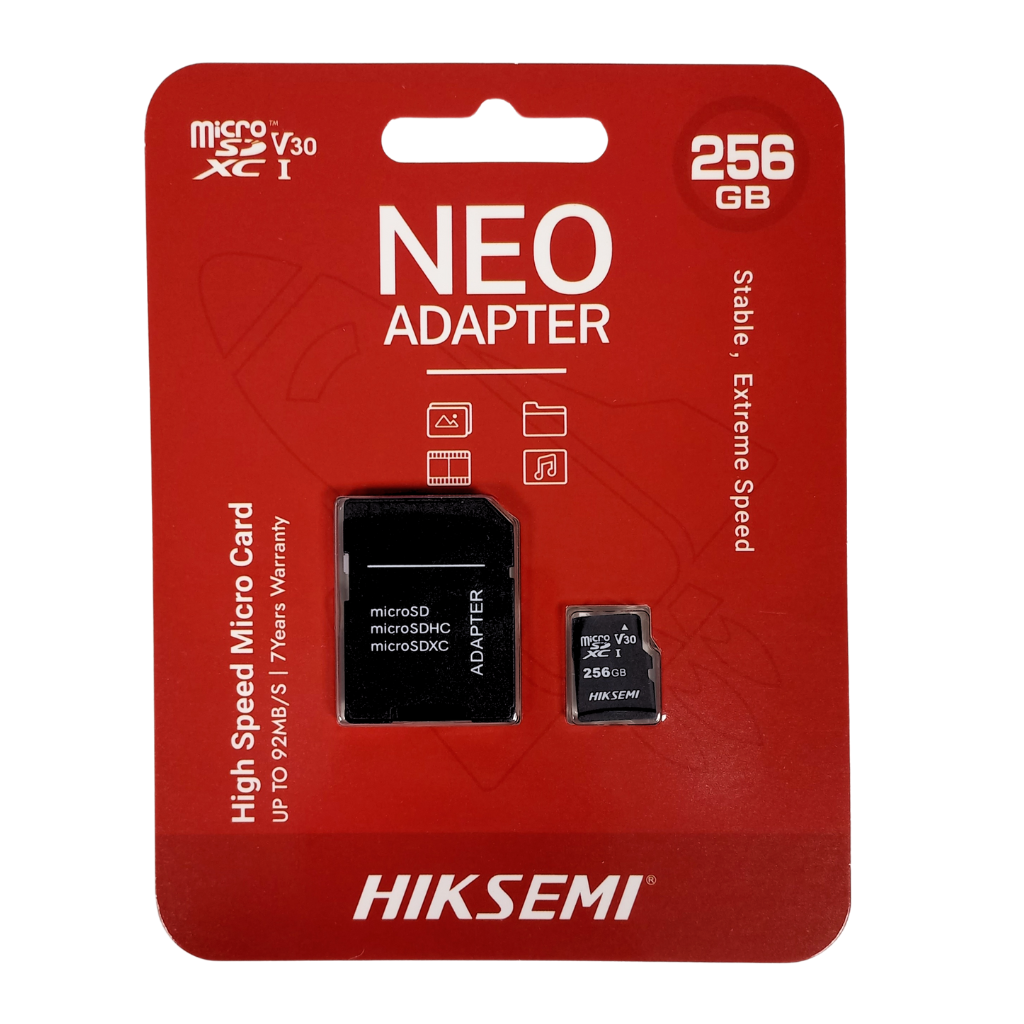 micro SD XC™ V30 I
256
GB
NEO
ADAPTER
Stable , Extreme Speed
High Speed Micro Card
UP TO 92MB/S | 7Years Warranty
microSD
microSDHC
microSDXC
ADAPTER
micro SD XC V30 I
256GB
HIKSEMI
HIKSEMI®